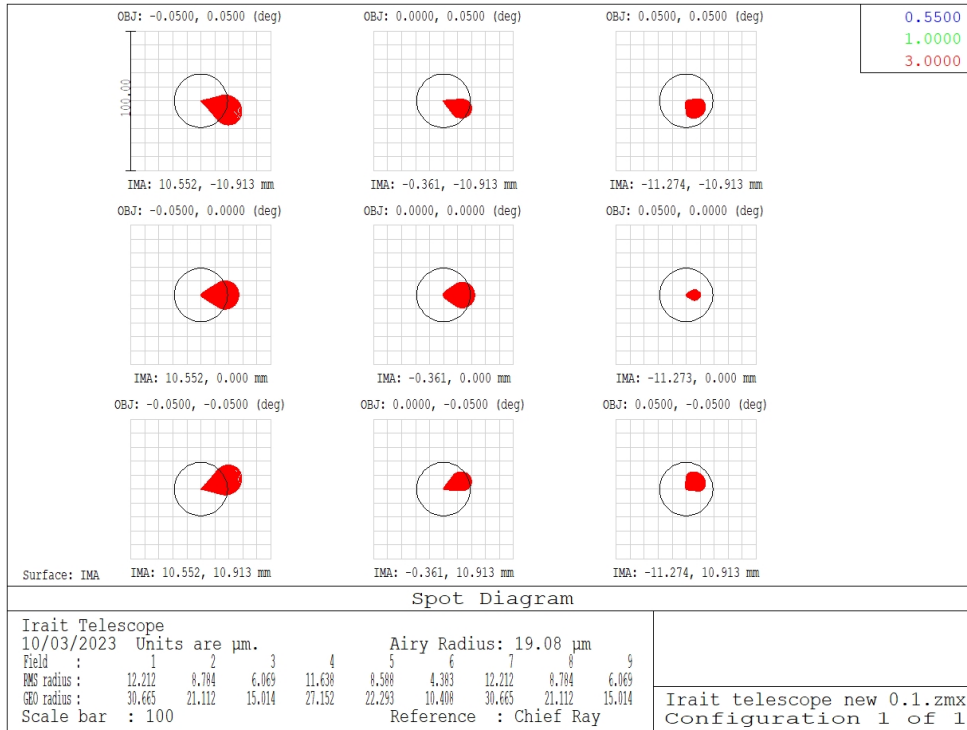 OBJ: -0.0500, 0.0500 (deg) OBJ: 0.0000, 0.0500 (deg) OBJ: 0.0500, 0.0500 (deg)
0.5500
1.0000
3.0000
100.00
IMA: 10.552, -10.913 mm IMA: -0.361, -10.913 mm IMA: -11.274, -10.913 mm
OBJ: -0.0500, 0.0000 (deg) OBJ: 0.0000, 0.0000 (deg) OBJ: 0.0500, 0.0000 (deg)
IMA: 10.552, 0.000 mm IMA: -0.361, 0.000 mm IMA: -11.273, 0.000 mm
OBJ: -0.0500, -0.0500 (deg) OBJ: 0.0000, -0.0500 (deg) OBJ: 0.0500, -0.0500 (deg)
Surface: IMA IMA: 10.552, 10.913 mm IMA: -0.361, 10.913 mm IMA: -11.274, 10.913 mm
Spot Diagram
Irait Telescope
10/03/2023 Units are µm. Airy Radius: 19.08 µm
Field : 1 2 3 4 5 6 7 8 9
RMS radius : 12.212 8.784 6.069 11.638 8.588 4.383 12.212 8.784 6.069
GEO radius : 30.665 21.112 15.014 27.152 22.293 10.408 30.665 21.112 15.014
Scale bar : 100 Reference : Chief Ray
Irait telescope new 0.1.zmx
Configuration 1 of 1